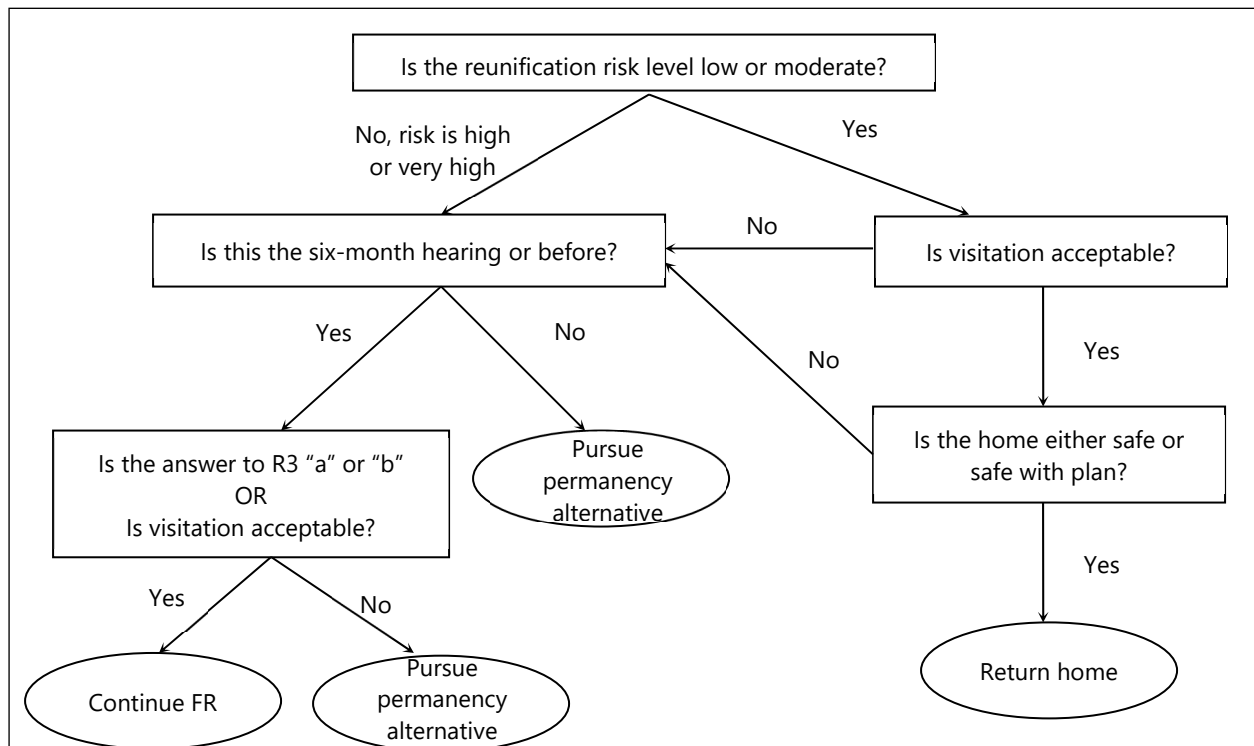 Is the reunification risk level low or moderate?
No, risk is high
or very high
Yes
Is this the six-month hearing or before?
No
Is visitation acceptable?
Yes
No
No
Yes
Is the answer to R3 “a” or “b”
OR
Is visitation acceptable?
Pursue
permanency
alternative
Is the home either safe or
safe with plan?
Yes
No
Yes
Continue FR
Pursue
permanency
alternative
Return home